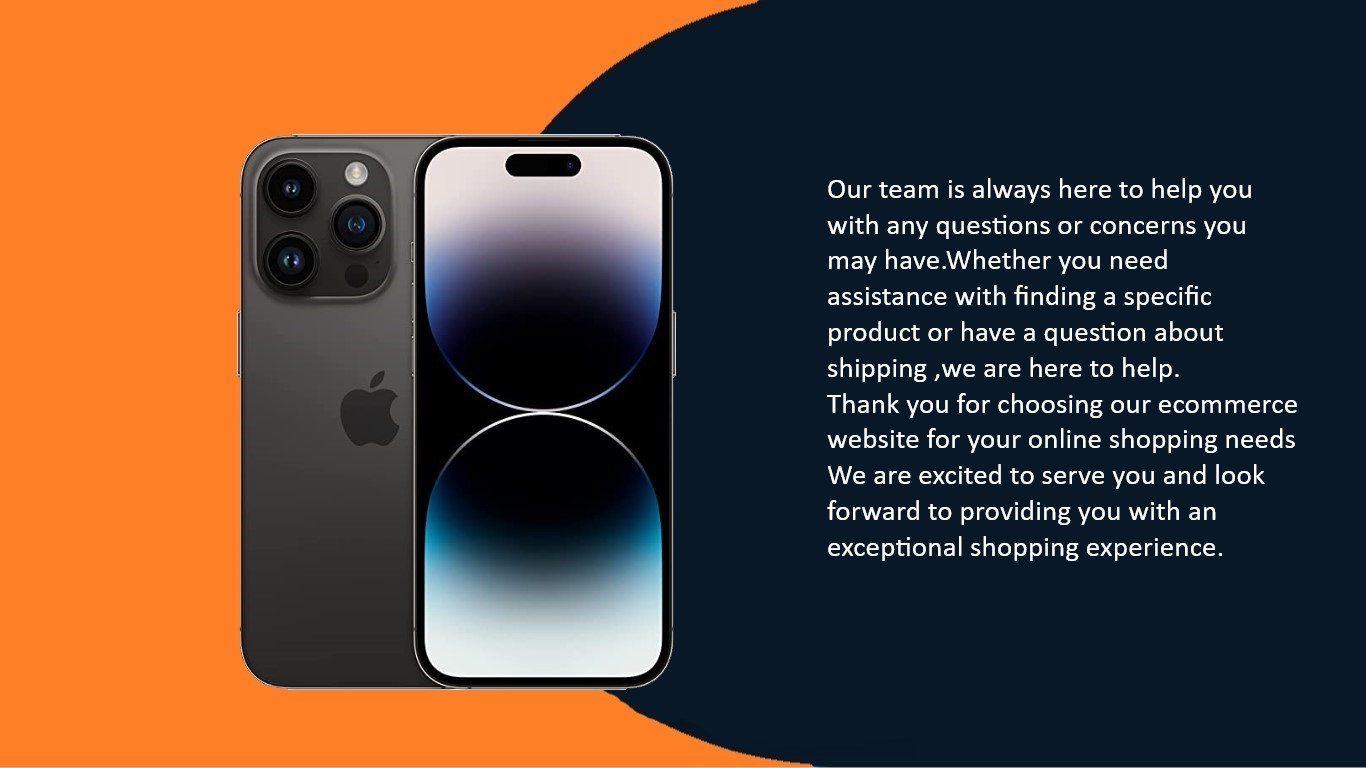 Our team is always here to help you
with any questions or concerns you
may have.Whether you need
assistance with finding a specific
product or have a question about
shipping ,we are here to help.
Thank you for choosing our ecommerce
website for your online shopping needs
We are excited to serve you and look
forward to providing you with an
exceptional shopping experience.